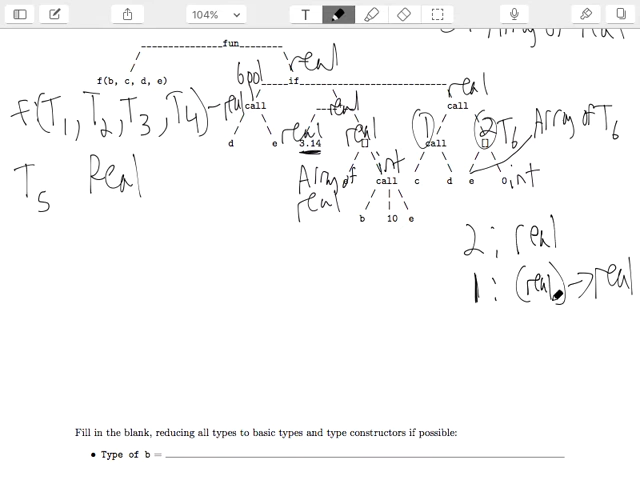 104%
Array of real
fun
f(b, c, d, e)
if
real
bool
f(T1, T2, T3, T4) → real
call
d e
real
3.14
real
real
[]
real
call
1
call
2 T6
[]
Array of T6
T5 Real
Array of
real
f
int
call
c d e 0 int
b 10 e
2: real
1: (real) → real
Fill in the blank, reducing all types to basic types and type constructors if possible:
• Type of b =